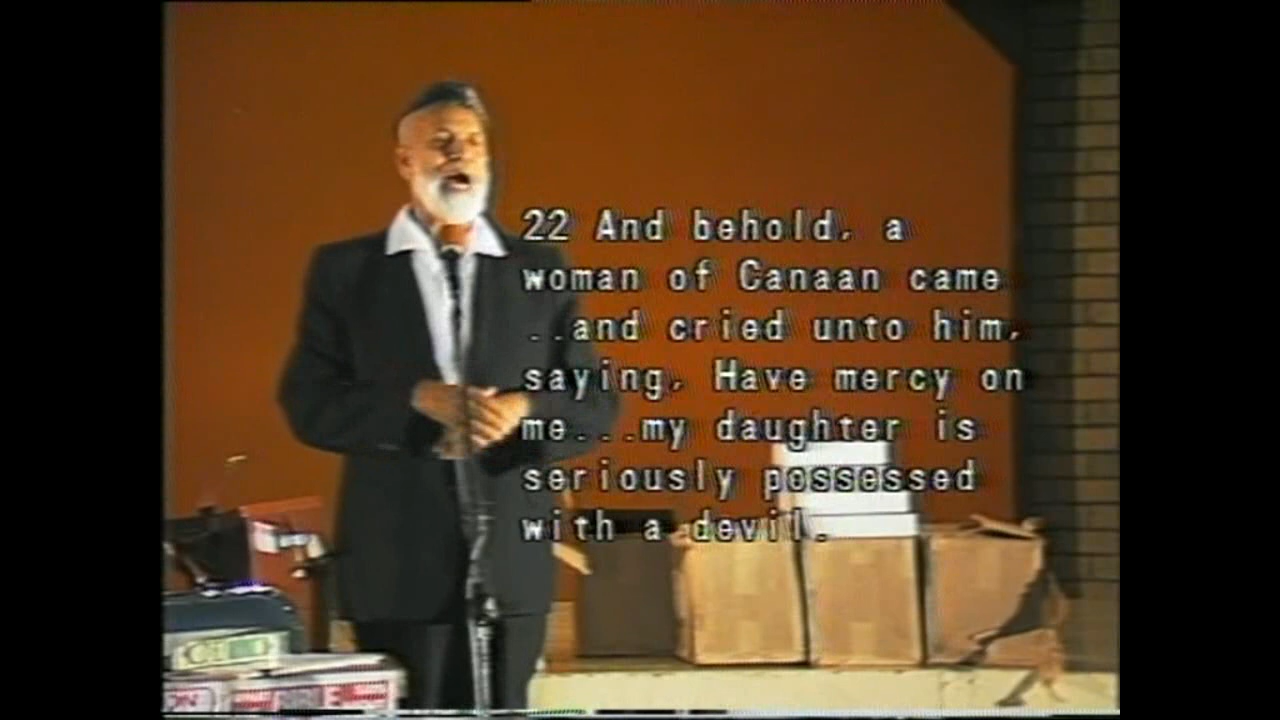 22 And behold, a
woman of Canaan came
..and cried unto him,
saying, Have mercy on
me...my daughter is
seriously possessed
with a devil.